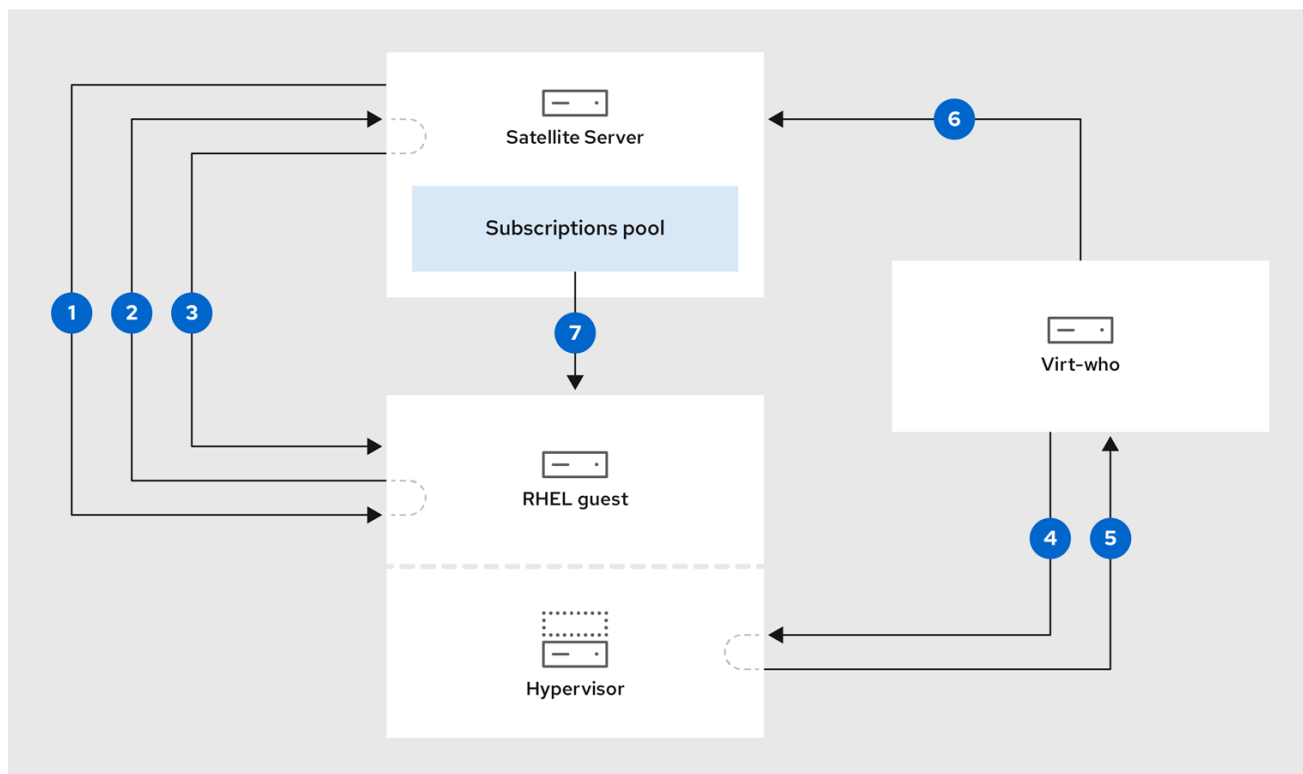 Satellite Server
6
Subscriptions pool
1
2
3
7
Virt-who
RHEL guest
4
5
Hypervisor